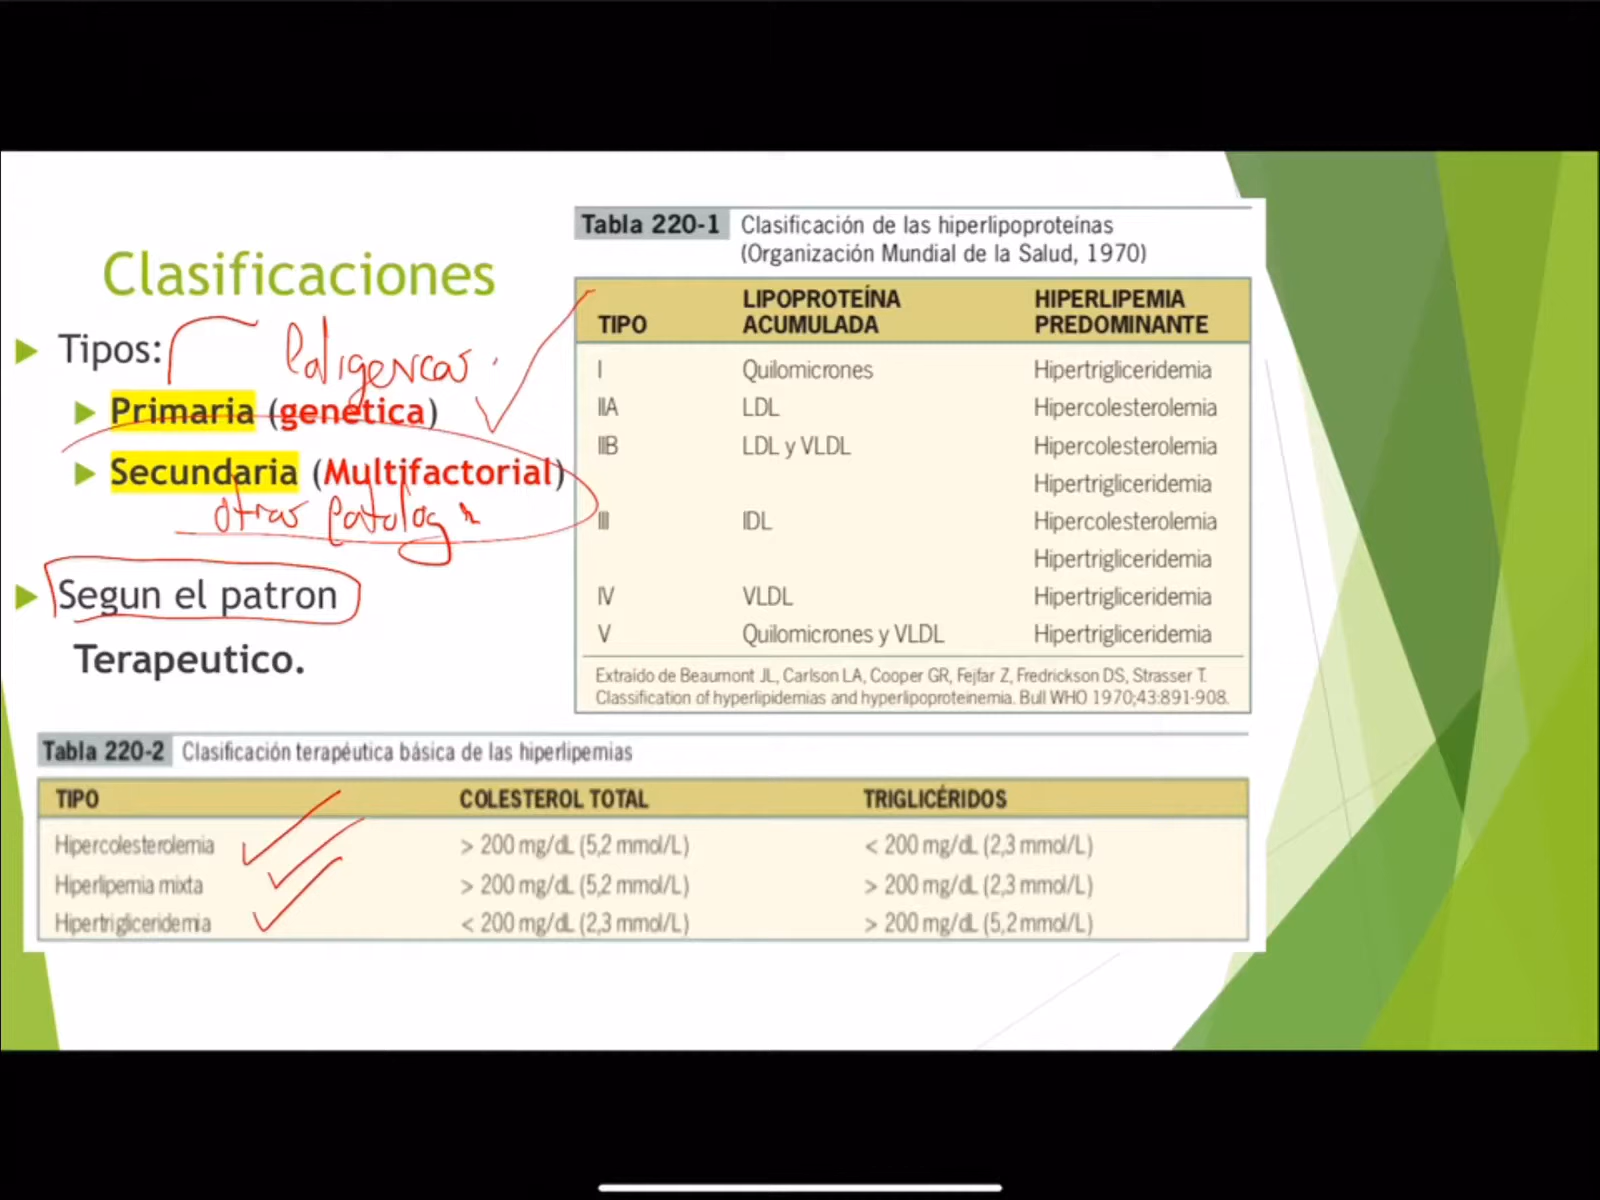 Clasificaciones
Tipos:
Poligenicas
Primaria (genetica)
Secundaria (Multifactorial)
otras patolog
Segun el patron
Terapeutico.
Tabla 220-1 Clasificación de las hiperlipoproteínas
(Organización Mundial de la Salud, 1970)
TIPO LIPOPROTEÍNA ACUMULADA HIPERLIPEMIA PREDOMINANTE
I Quilomicrones Hipertrigliceridemia
IIA LDL Hipercolesterolemia
IIB LDL y VLDL Hipercolesterolemia
Hipertrigliceridemia
III IDL Hipercolesterolemia
Hipertrigliceridemia
IV VLDL Hipertrigliceridemia
V Quilomicrones y VLDL Hipertrigliceridemia
Extraído de Beaumont JL, Carlson LA, Cooper GR, Fejfar Z, Fredrickson DS, Strasser T.
Classification of hyperlipidemias and hyperlipoproteinemia. Bull WHO 1970;43:891-908.
Tabla 220-2 Clasificación terapéutica básica de las hiperlipemias
TIPO COLESTEROL TOTAL TRIGLICÉRIDOS
Hipercolesterolemia > 200 mg/dL (5,2 mmol/L) < 200 mg/dL (2,3 mmol/L)
Hiperlipemia mixta > 200 mg/dL (5,2 mmol/L) > 200 mg/dL (2,3 mmol/L)
Hipertrigliceridemia < 200 mg/dL (2,3 mmol/L) > 200 mg/dL (5,2 mmol/L)